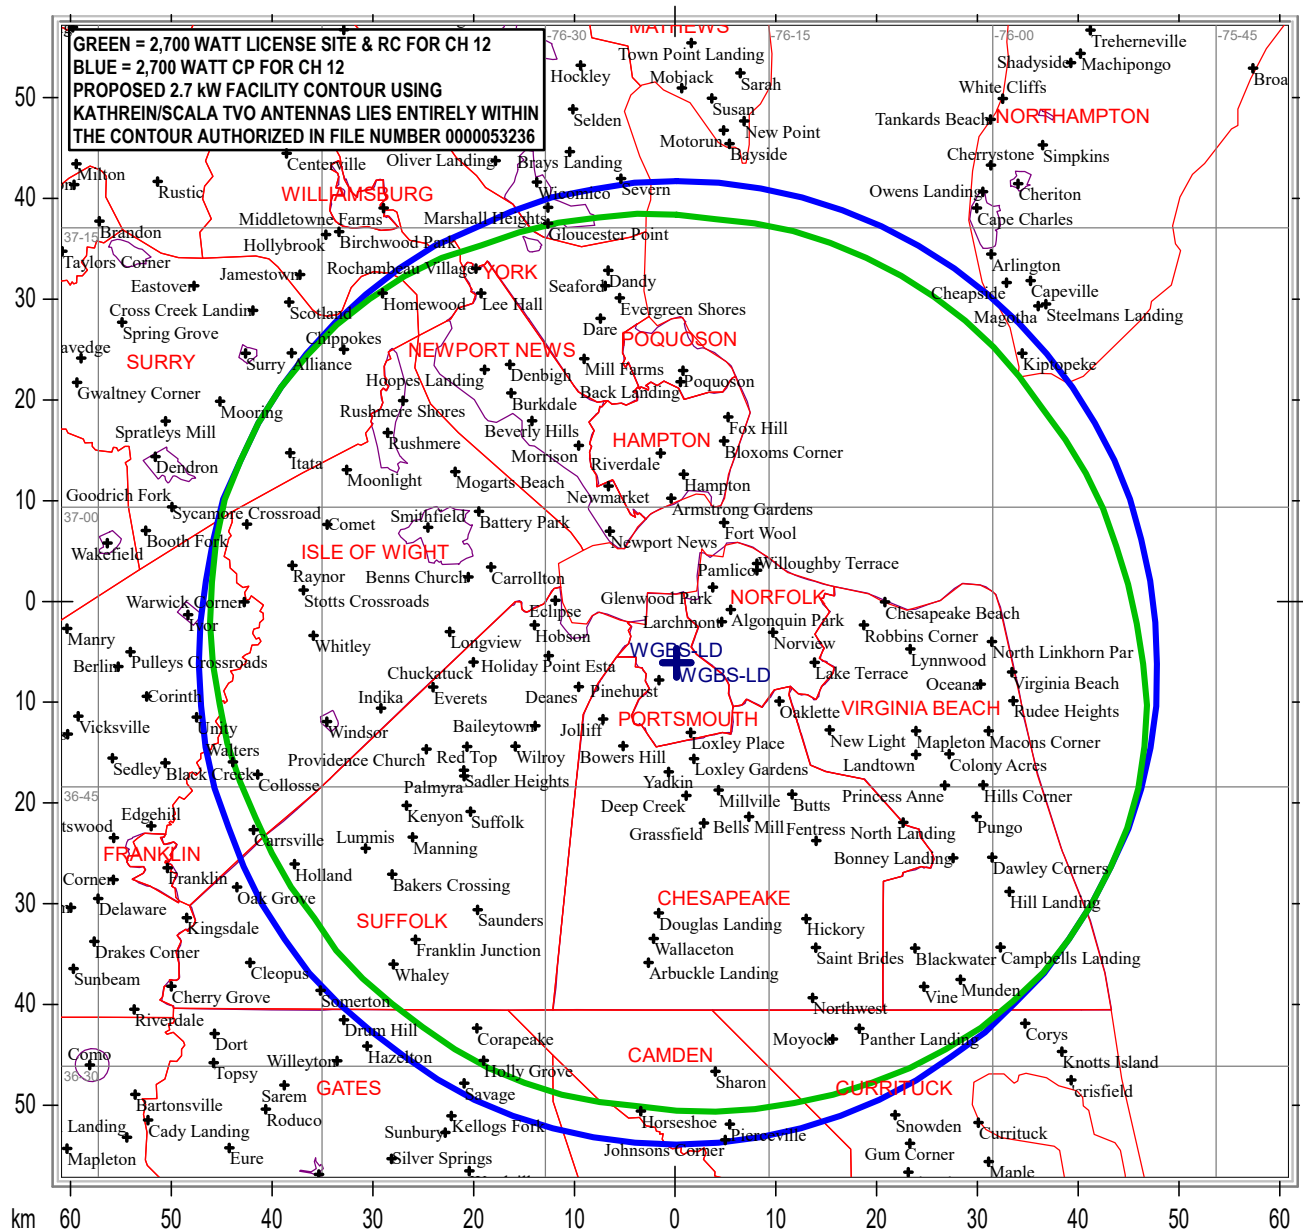 GREEN = 2,700 WATT LICENSE SITE & RC FOR CH 12
BLUE = 2,700 WATT CP FOR CH 12
PROPOSED 2.7 kW FACILITY CONTOUR USING
KATHREIN/SCALA TVO ANTENNAS LIES ENTIRELY WITHIN
THE CONTOUR AUTHORIZED IN FILE NUMBER 0000053236
-76-30
MATHEWS
-76-15
-76-00
-75-45
Treherneville
Town Point Landing
Shadyside
Machipongo
Hockley
Mobjack
Sarah
Broa
White Cliffs
50
Selden
Susan
New Point
Tankards Beach
NORTHAMPTON
Motorun
Bayside
Centerville
Oliver Landing
Brays Landing
Cherrystone
Simpkins
Milton
Rustic
WILLIAMSBURG
Wicomico
Severn
Owens Landing
Cheriton
40
Middletowne Farms
Marshall Heights
Cape Charles
Brandon
37-15
Hollybrook
Birchwood Park
Gloucester Point
Taylors Corner
Jamestown
Rochambeau Village
YORK
Arlington
Eastover
Homewood
Lee Hall
Seaford
Dandy
Cheapside
Capeville
30
Cross Creek Landin
Scotland
Evergreen Shores
Magotha
Steelmans Landing
Spring Grove
Chippokes
Dare
POQUOSON
avedge
SURRY
Surry
Alliance
NEWPORT NEWS
Mill Farms
Kiptopeke
Gwaltney Corner
Hoopes Landing
Denbigh
Back Landing
Poquoson
20
Mooring
Rushmere Shores
Burkdale
Spratleys Mill
Rushmere
Beverly Hills
Fox Hill
HAMPTON
Dendron
Itata
Morrison
Riverdale
Bloxoms Corner
Moonlight
Mogarts Beach
Goodrich Fork
Newmarket
Hampton
10
Sycamore Crossroad
Comet
Smithfield
Battery Park
Armstrong Gardens
37-00
Booth Fork
Newport News
Fort Wool
Wakefield
ISLE OF WIGHT
Raynor
Benns Church
Carrollton
Pamlico
Willoughby Terrace
0
Warwick Corner
Stotts Crossroads
Eclipse
Glenwood Park
NORFOLK
Chesapeake Beach
Kor
Hobson
Larchmont
Algonquin Park
Manry
Whitley
Longview
Norview
Robbins Corner
North Linkhorn Par
WGBS-LD
Berlin
Pulleys Crossroads
Chuckatuck
Holiday Point Esta
WGBS-LD
Lake Terrace
Lynnwood
10
Corinth
Indika
Everets
Deanes
Pinehurst
Oceana
Virginia Beach
Vicksville
Unity
Windsor
Baileytown
Jolliff
PORTSMOUTH
Oaklette
VIRGINIA BEACH
Rudee Heights
Sedley
Walters
Black Creek
Providence Church
Red Top
Wilroy
Bowers Hill
Loxley Place
New Light
Mapleton
Macons Corner
Collosse
Palmyra
Sadler Heights
Yadkin
Loxley Gardens
Landtown
Colony Acres
36-45
20
Edgehill
Kenyon
Suffolk
Deep Creek
Millville
Butts
Princess Anne
Hills Corner
tswood
Carrsville
Lummis
Manning
Grassfield
Bells Mill
Fentress
North Landing
Pungo
FRANKLIN
Franklin
Holland
Bonney Landing
Dawley Corners
Corner
Oak Grove
Bakers Crossing
30
Delaware
Kingsdale
SUFFOLK
Saunders
CHESAPEAKE
Douglas Landing
Hickory
Hill Landing
Drakes Corner
Franklin Junction
Wallaceton
Saint Brides
Blackwater
Campbells Landing
Sunbeam
Cleopus
Whaley
Arbuckle Landing
40
Cherry Grove
Somerton
Northwest
Vine
Munden
Riverdale
Drum Hill
Corapeake
Moyock
Panther Landing
Corys
Como
Dort
Willeyton
Hazelton
CAMDEN
Knotts Island
36-30
Topsy
Holly Grove
Sharon
Bartonsville
Sarem
GATES
Savage
CURRITUCK
crisfield
50
Landing
Cady Landing
Roduco
Sunbury
Kellogs Fork
Horseshoe
Pierceville
Snowden
Currituck
Mapleton
Eure
Silver Springs
Johnsons Corner
Gum Corner
Maple
km
60
50
40
30
20
10
0
10
20
30
40
50
60